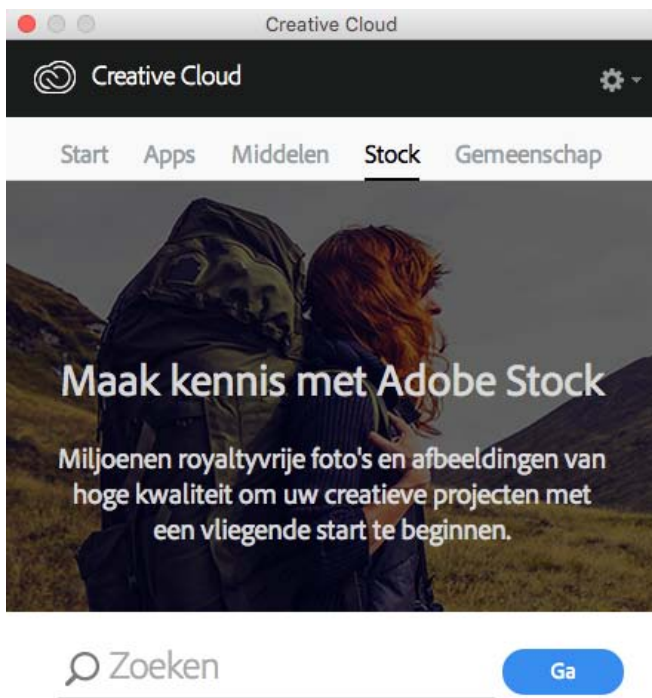 Creative Cloud
Creative Cloud
Start Apps Middelen Stock Gemeenschap
Maak kennis met Adobe Stock
Miljoenen royaltyvrije foto's en afbeeldingen van
hoge kwaliteit om uw creatieve projecten met
een vliegende start te beginnen.
Zoeken Ga